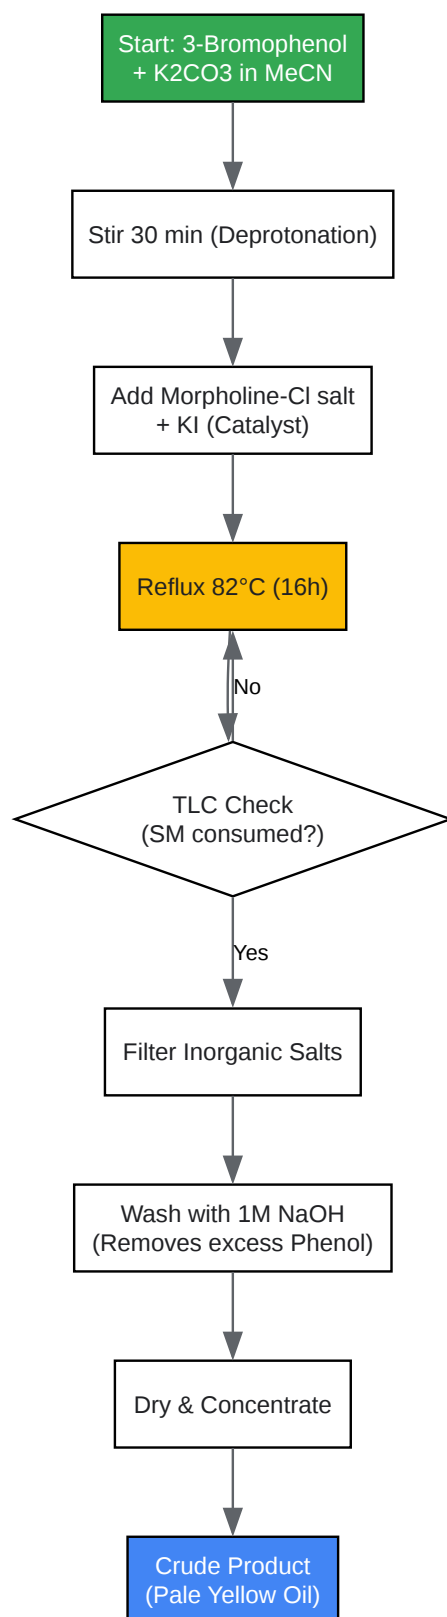 Start: 3-Bromophenol
+ K2CO3 in MeCN
Stir 30 min (Deprotonation)
Add Morpholine-Cl salt
+ KI (Catalyst)
Reflux 82°C (16h)
No
TLC Check
(SM consumed?)
Yes
Filter Inorganic Salts
Wash with 1M NaOH
(Removes excess Phenol)
Dry & Concentrate
Crude Product
(Pale Yellow Oil)